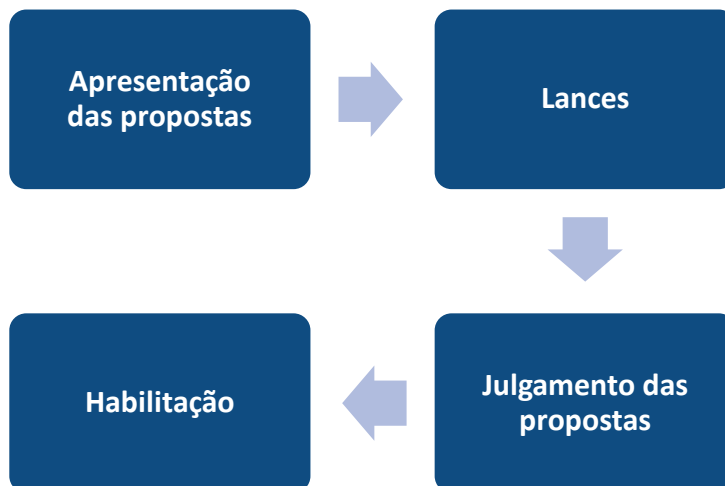 Apresentação
das propostas
Lances
Julgamento das
propostas
Habilitação